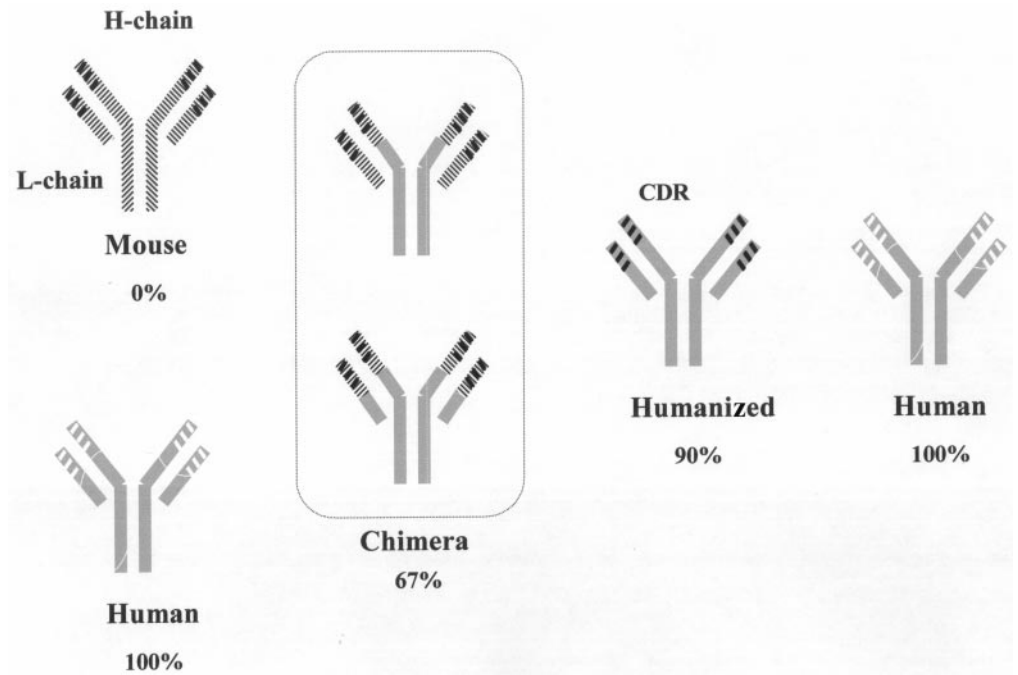 H-chain
L-chain
Mouse
0%
Human
100%
Chimera
67%
CDR
Humanized
90%
Human
100%